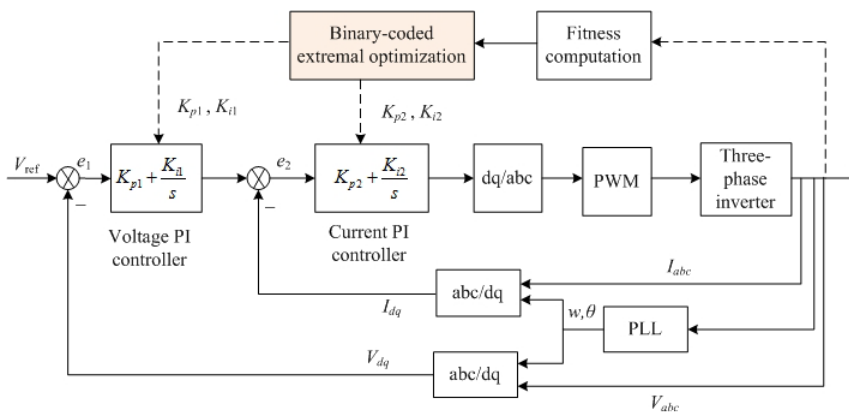 Binary-coded
extremal optimization
Fitness
computation
Kp1 , Ki1
Kp2 , Ki2
Vref
e1
Kp1 + Ki1/s
e2
Kp2 + Ki2/s
dq/abc
PWM
Three-
phase
inverter
−
−
Voltage PI
controller
Current PI
controller
Iabc
abc/dq
Idq
w,θ
PLL
Vdq
abc/dq
Vabc